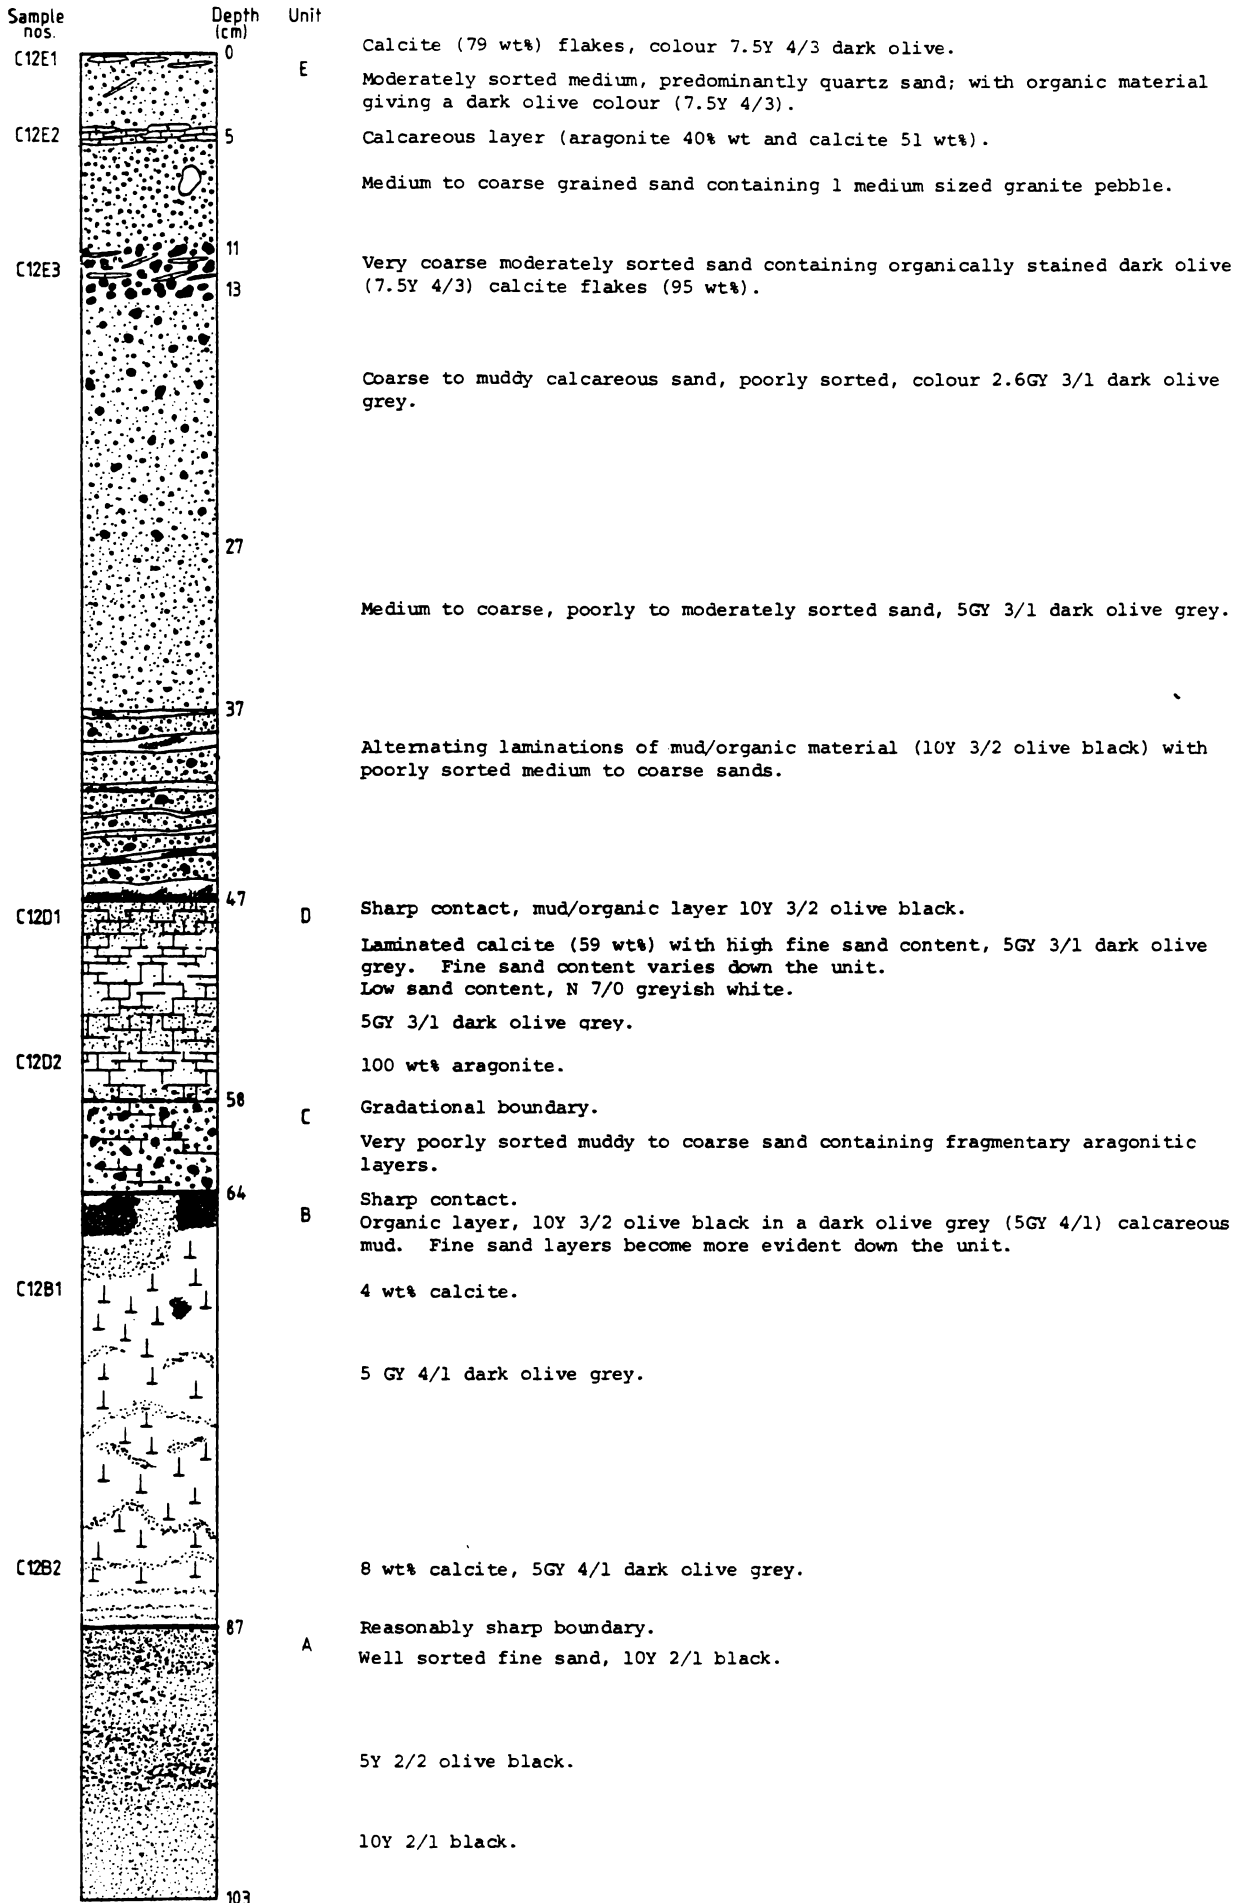 Sample Depth Unit
nos. (cm)
C12E1 0 Calcite (79 wt%) flakes, colour 7.5Y 4/3 dark olive.
E
Moderately sorted medium, predominantly quartz sand; with organic material
giving a dark olive colour (7.5Y 4/3).
C12E2 5 Calcareous layer (aragonite 40% wt and calcite 51 wt%).
Medium to coarse grained sand containing 1 medium sized granite pebble.
11
C12E3 Very coarse moderately sorted sand containing organically stained dark olive
13 (7.5Y 4/3) calcite flakes (95 wt%).
Coarse to muddy calcareous sand, poorly sorted, colour 2.6GY 3/1 dark olive
grey.
27
Medium to coarse, poorly to moderately sorted sand, 5GY 3/1 dark olive grey.
37
Alternating laminations of mud/organic material (10Y 3/2 olive black) with
poorly sorted medium to coarse sands.
47
C12D1 D Sharp contact, mud/organic layer 10Y 3/2 olive black.
Laminated calcite (59 wt%) with high fine sand content, 5GY 3/1 dark olive
grey. Fine sand content varies down the unit.
Low sand content, N 7/0 greyish white.
5GY 3/1 dark olive grey.
C12D2 100 wt% aragonite.
58 Gradational boundary.
C
Very poorly sorted muddy to coarse sand containing fragmentary aragonitic
layers.
64 Sharp contact.
B Organic layer, 10Y 3/2 olive black in a dark olive grey (5GY 4/1) calcareous
mud. Fine sand layers become more evident down the unit.
C12B1 4 wt% calcite.
5 GY 4/1 dark olive grey.
C12B2 8 wt% calcite, 5GY 4/1 dark olive grey.
87 Reasonably sharp boundary.
A Well sorted fine sand, 10Y 2/1 black.
5Y 2/2 olive black.
10Y 2/1 black.
103